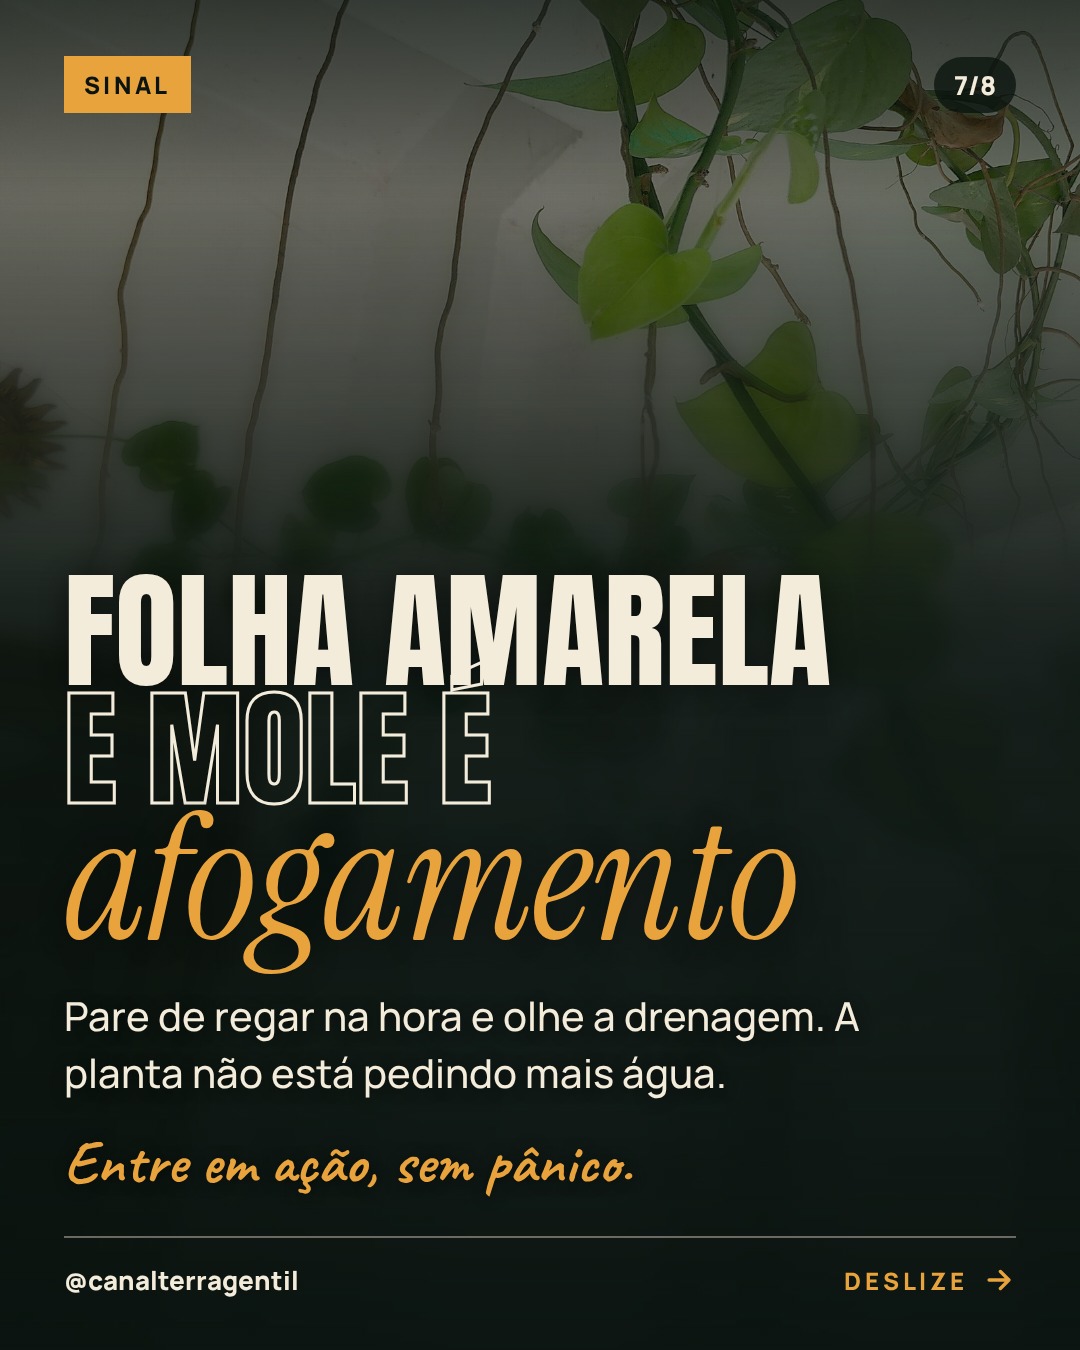 SINAL
7/8
FOLHA AMARELA
E MOLE É
afogamento
Pare de regar na hora e olhe a drenagem. A
planta não está pedindo mais água.
Entre em ação, sem pânico.
@canalterragentil
DESLIZE →